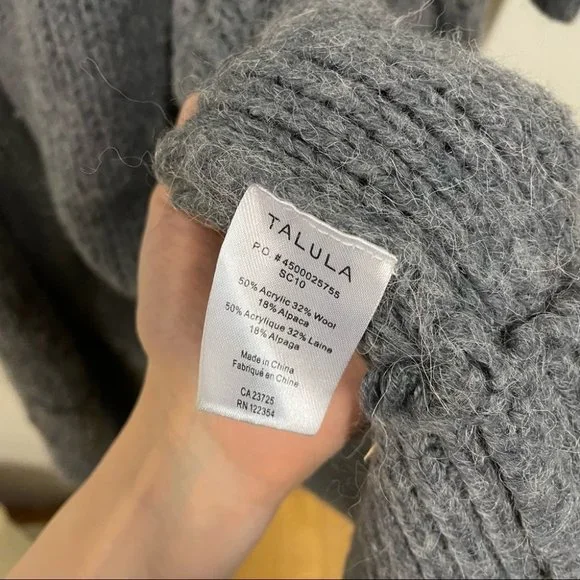 TALULA
P.O. #4500025755
SC10
50% Acrylic 32% Wool
18% Alpaca
50% Acrylique 32% Laine
18% Alpaga
Made in China
Fabriqué en Chine
CA 23725
RN 122354